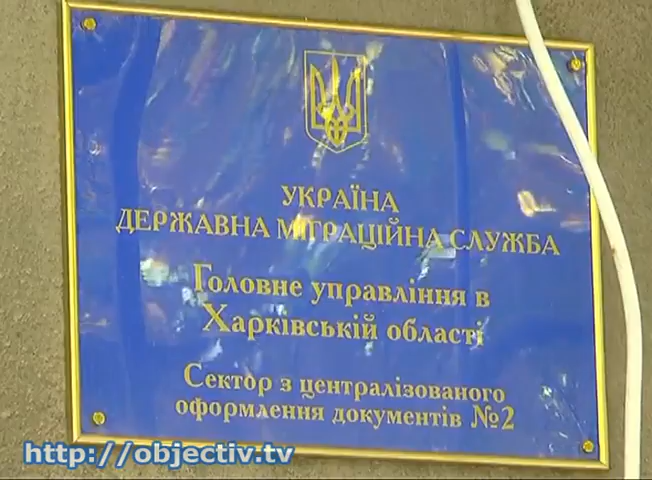 УКРАЇНА
ДЕРЖАВНА МІГРАЦІЙНА СЛУЖБА
Головне управління в
Харківській області
Сектор з централізованого
оформлення документів №2
http://objectiv.tv